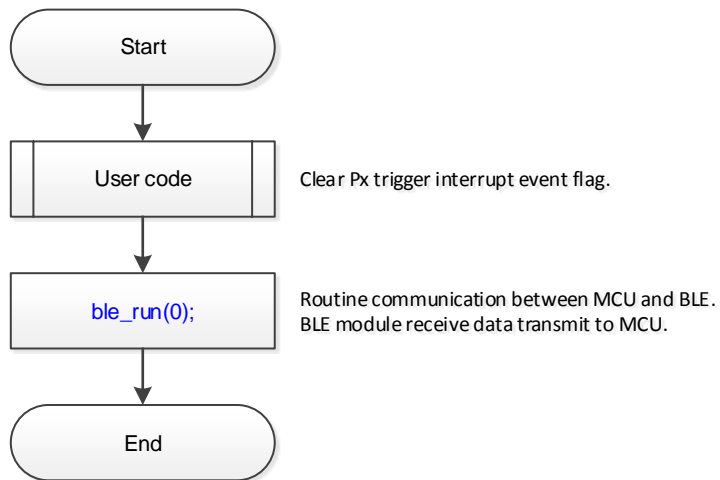 Start
User code
Clear Px trigger interrupt event flag.
ble_run(0);
Routine communication between MCU and BLE.
BLE module receive data transmit to MCU.
End